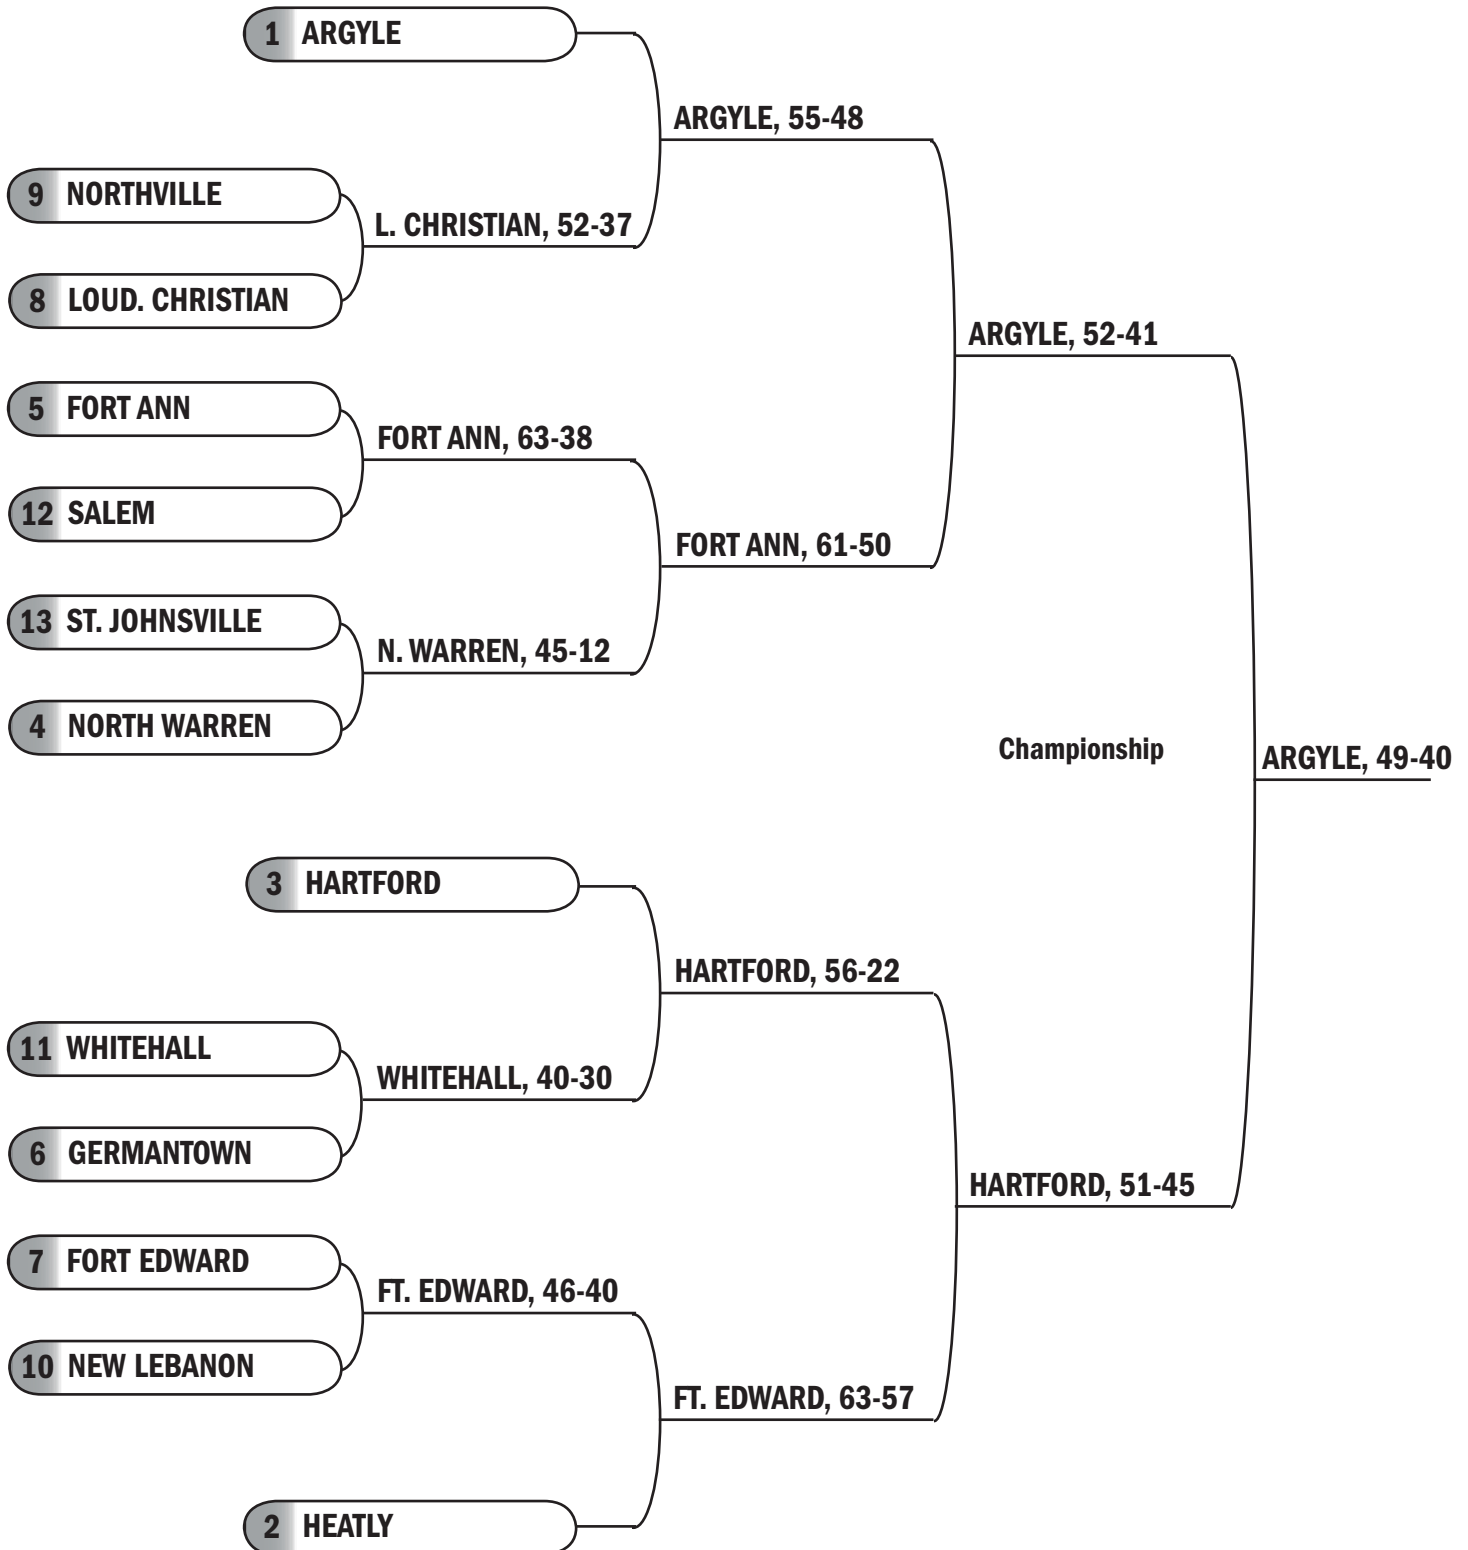 1 ARGYLE
ARGYLE, 55-48
9 NORTHVILLE
L. CHRISTIAN, 52-37
8 LOUD. CHRISTIAN
ARGYLE, 52-41
5 FORT ANN
FORT ANN, 63-38
12 SALEM
FORT ANN, 61-50
13 ST. JOHNSVILLE
N. WARREN, 45-12
4 NORTH WARREN
Championship
ARGYLE, 49-40
3 HARTFORD
HARTFORD, 56-22
11 WHITEHALL
WHITEHALL, 40-30
6 GERMANTOWN
HARTFORD, 51-45
7 FORT EDWARD
FT. EDWARD, 46-40
10 NEW LEBANON
FT. EDWARD, 63-57
2 HEATLY